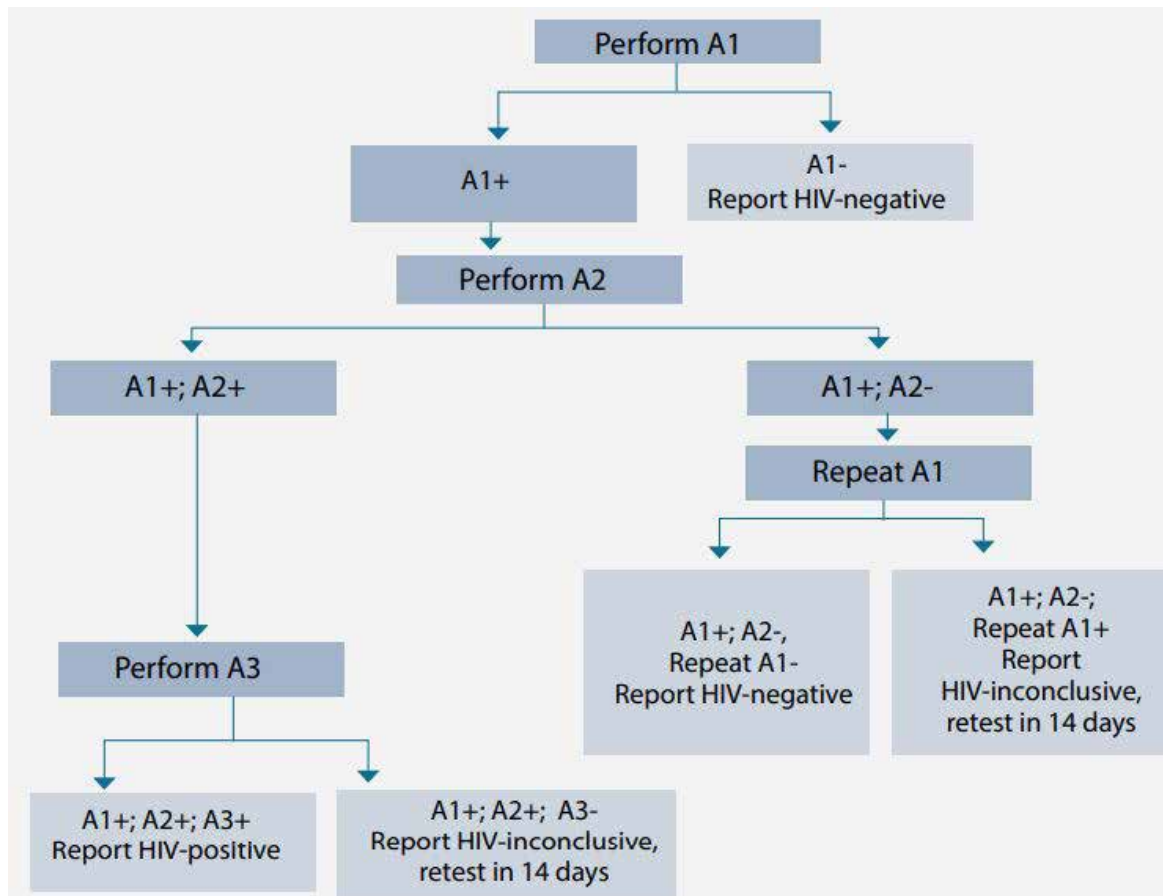 Perform A1
A1+
A1-
Report HIV-negative
Perform A2
A1+; A2+
A1+; A2-
Repeat A1
A1+; A2-,
Repeat A1-
Report HIV-negative
A1+; A2-;
Repeat A1+
Report
HIV-inconclusive,
retest in 14 days
Perform A3
A1+; A2+; A3+
Report HIV-positive
A1+; A2+; A3-
Report HIV-inconclusive,
retest in 14 days